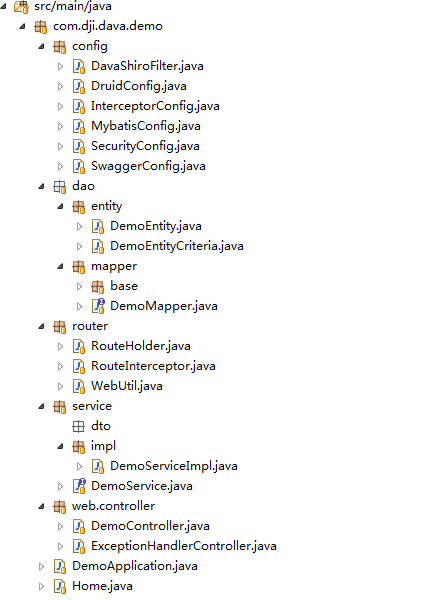 src/main/java
com.dji.dava.demo
config
DavaShiroFilter.java
DruidConfig.java
InterceptorConfig.java
MybatisConfig.java
SecurityConfig.java
SwaggerConfig.java
dao
entity
DemoEntity.java
DemoEntityCriteria.java
mapper
base
DemoMapper.java
router
RouteHolder.java
RouteInterceptor.java
WebUtil.java
service
dto
impl
DemoServiceImpl.java
DemoService.java
web.controller
DemoController.java
ExceptionHandlerController.java
DemoApplication.java
Home.java